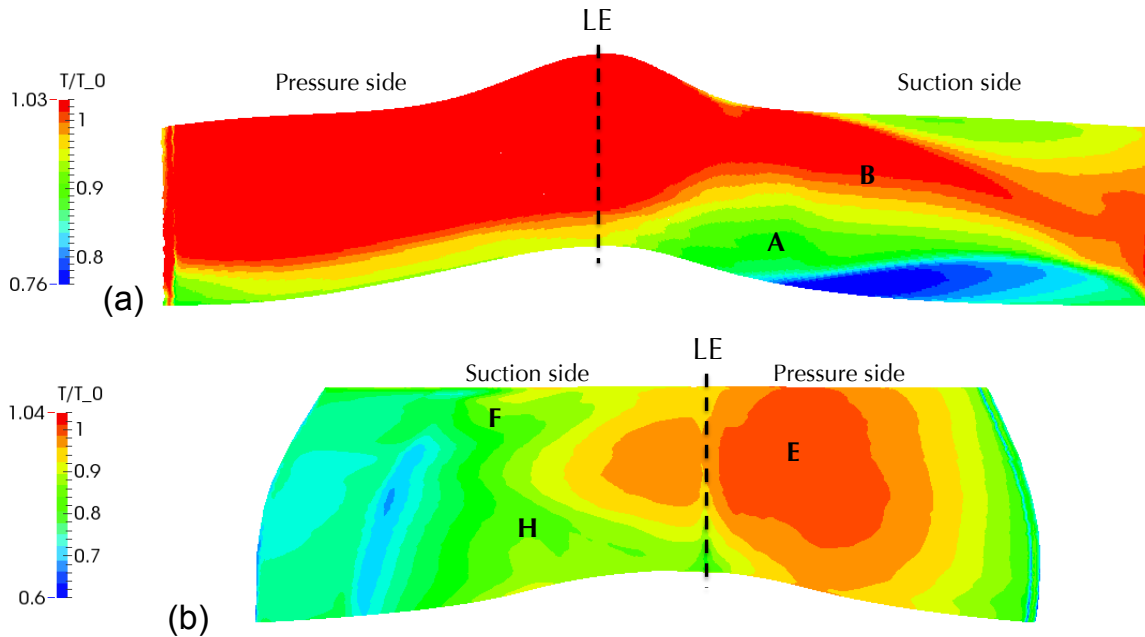 LE
Pressure side
Suction side
T/T_0
1.03
1
0.9
0.8
0.76
B
A
(a)
LE
Suction side
Pressure side
T/T_0
1.04
1
0.9
0.8
0.7
0.6
F
E
H
(b)